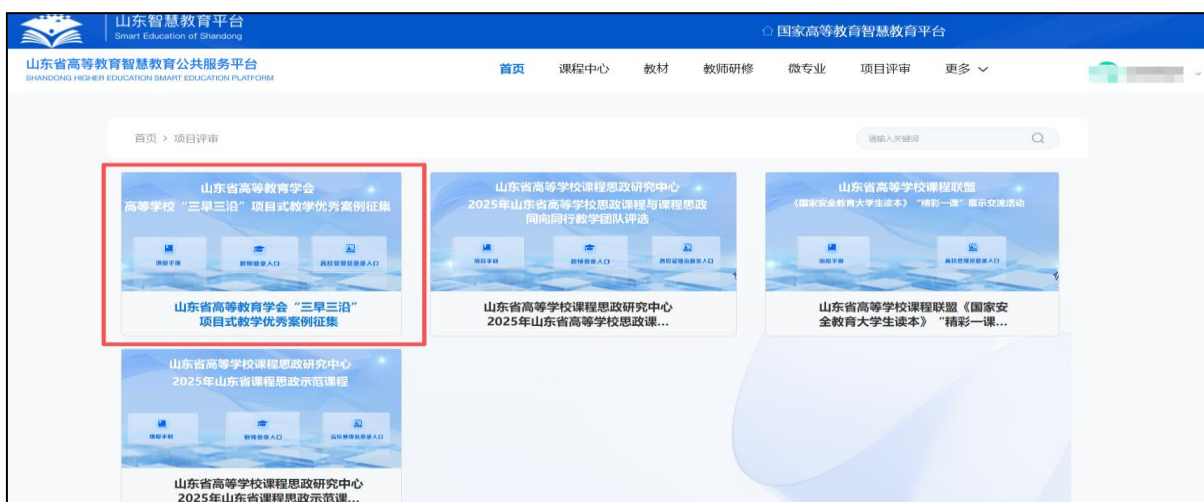 山东智慧教育平台
Smart Education of Shandong
国家高等教育智慧教育平台
山东省高等教育智慧教育公共服务平台
SHANDONG HIGHER EDUCATION SMART EDUCATION PLATFORM
首页 课程中心 教材 教师研修 微专业 项目评审 更多
首页 > 项目评审
请输入关键词
山东省高等教育学会
高等学校“三早三沿”项目式教学优秀案例征集
教师登录入口 高校管理员登录入口
山东省高等教育学会“三早三沿”
项目式教学优秀案例征集
山东省高等学校课程思政研究中心
2025年山东省高等学校思政课程与课程思政
同向同行教学团队评选
教师登录入口 高校管理员登录入口
山东省高等学校课程思政研究中心
2025年山东省高等学校思政课...
山东省高等学校课程联盟
《国家安全教育大学生读本》“精彩一课”展示交流活动
高校管理员登录入口
山东省高等学校课程联盟《国家安
全教育大学生读本》“精彩一课...
山东省高等学校课程思政研究中心
2025年山东省课程思政示范课程
教师登录入口 高校管理员登录入口
山东省高等学校课程思政研究中心
2025年山东省课程思政示范课...